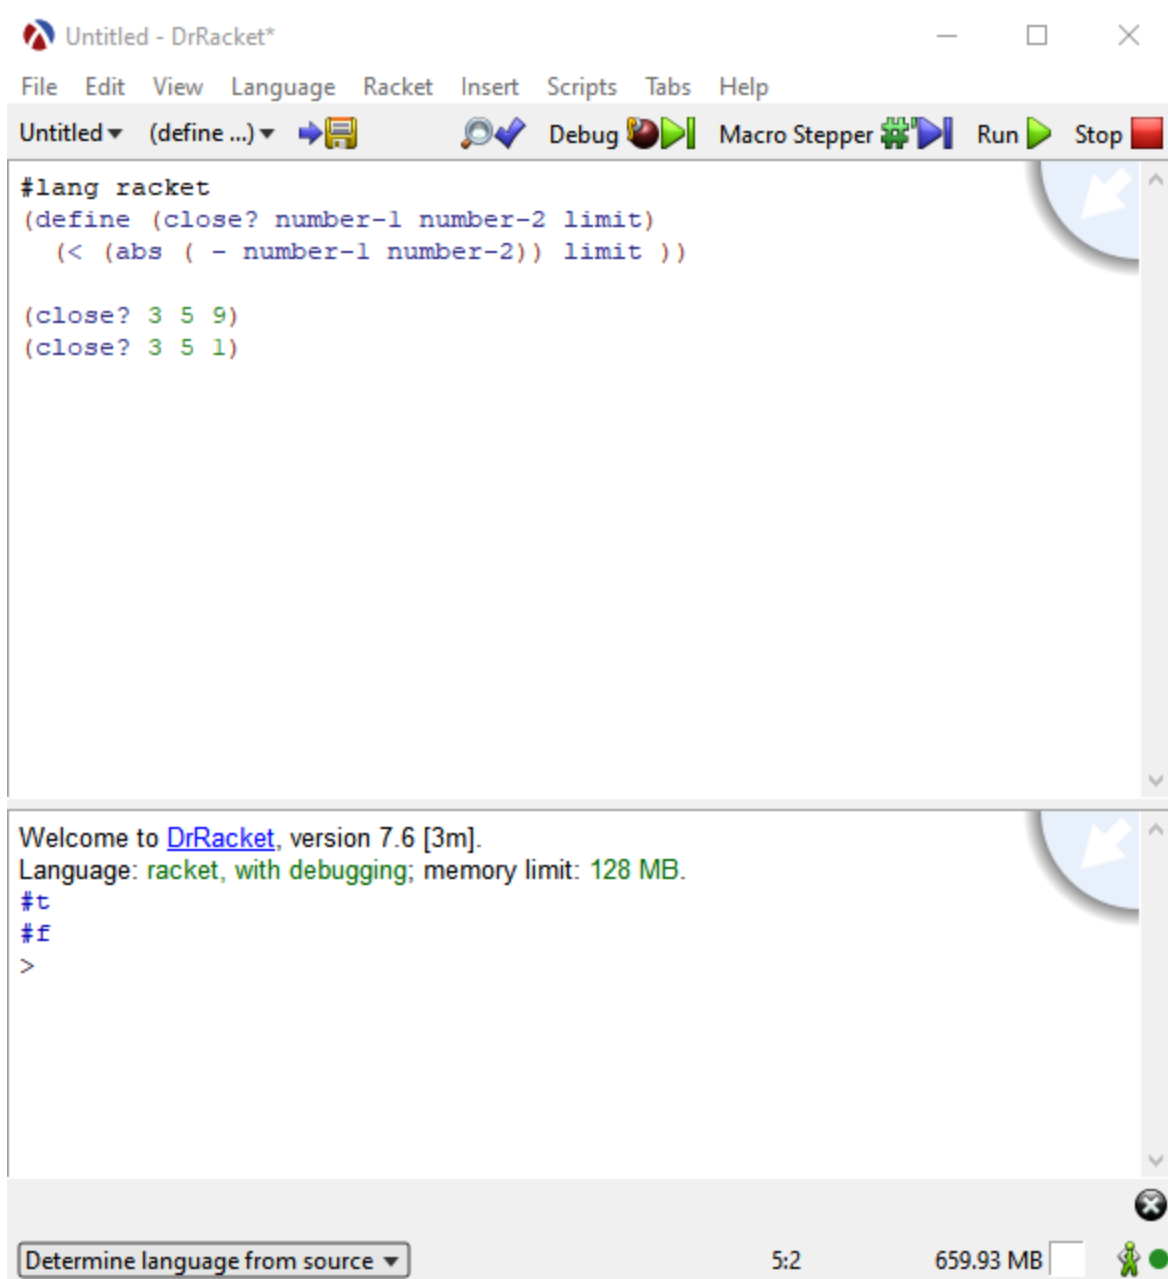 Untitled - DrRacket*
File Edit View Language Racket Insert Scripts Tabs Help
Untitled (define ...) Debug Macro Stepper Run Stop
#lang racket
(define (close? number-1 number-2 limit)
  (< (abs ( - number-1 number-2)) limit ))
(close? 3 5 9)
(close? 3 5 1)
Welcome to DrRacket, version 7.6 [3m].
Language: racket, with debugging; memory limit: 128 MB.
#t
#f
>
Determine language from source 5:2 659.93 MB